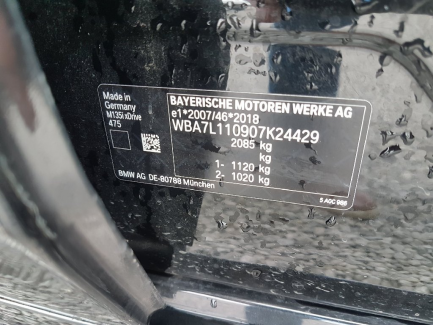 Made in
Germany
M135i xDrive
475
BAYERISCHE MOTOREN WERKE AG
e1*2007/46*2018
WBA7L110907K24429
2085 kg
kg
1- 1120 kg
2- 1020 kg
BMW AG DE-80788 München
5 A0C 986